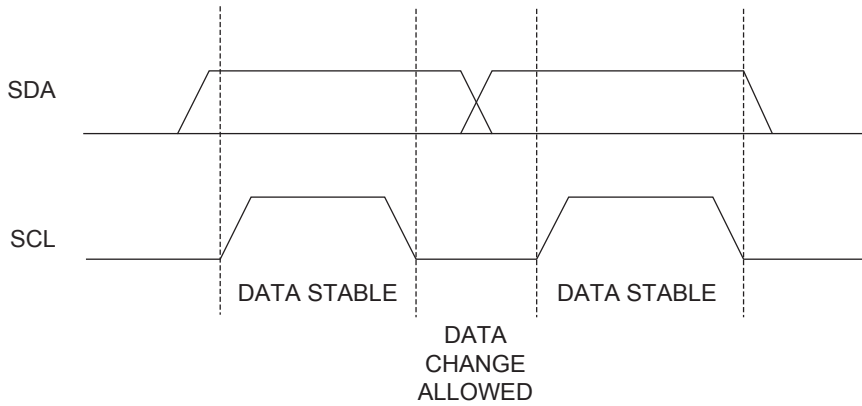 SDA
SCL
DATA STABLE
DATA STABLE
DATA
CHANGE
ALLOWED